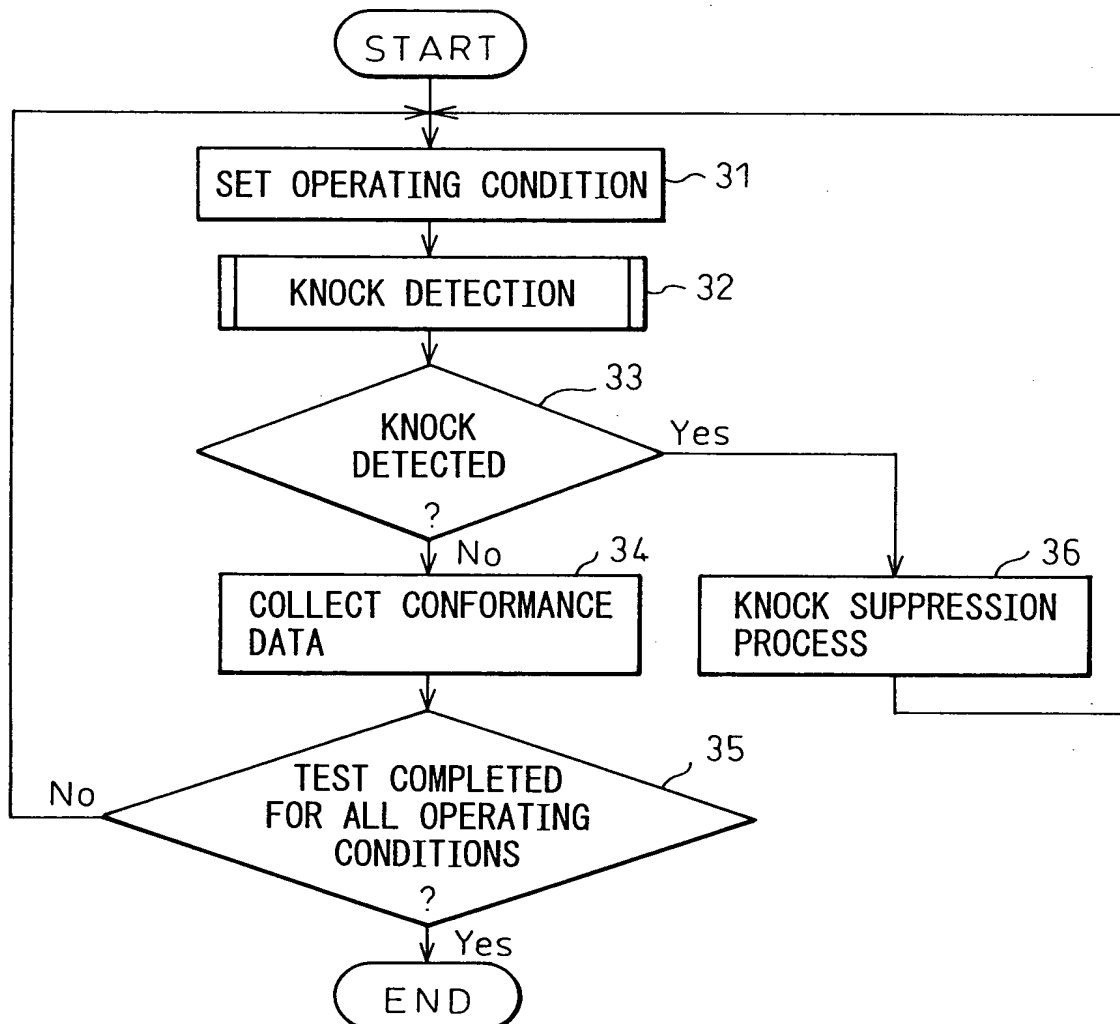 START
SET OPERATING CONDITION
31
KNOCK DETECTION
32
33
KNOCK
DETECTED
?
Yes
No
34
COLLECT CONFORMANCE
DATA
36
KNOCK SUPPRESSION
PROCESS
35
TEST COMPLETED
FOR ALL OPERATING
CONDITIONS
?
No
Yes
END